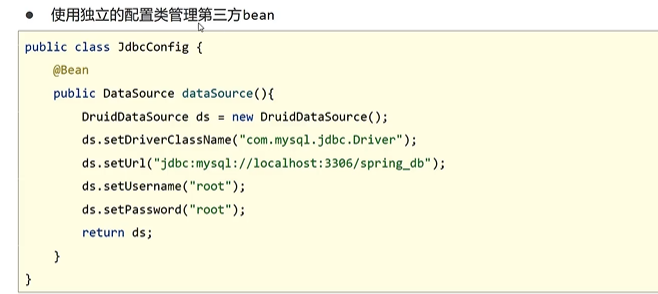 ● 使用独立的配置类管理第三方bean
public class JdbcConfig {
    @Bean
    public DataSource dataSource(){
        DruidDataSource ds = new DruidDataSource();
        ds.setDriverClassName("com.mysql.jdbc.Driver");
        ds.setUrl("jdbc:mysql://localhost:3306/spring_db");
        ds.setUsername("root");
        ds.setPassword("root");
        return ds;
    }
}